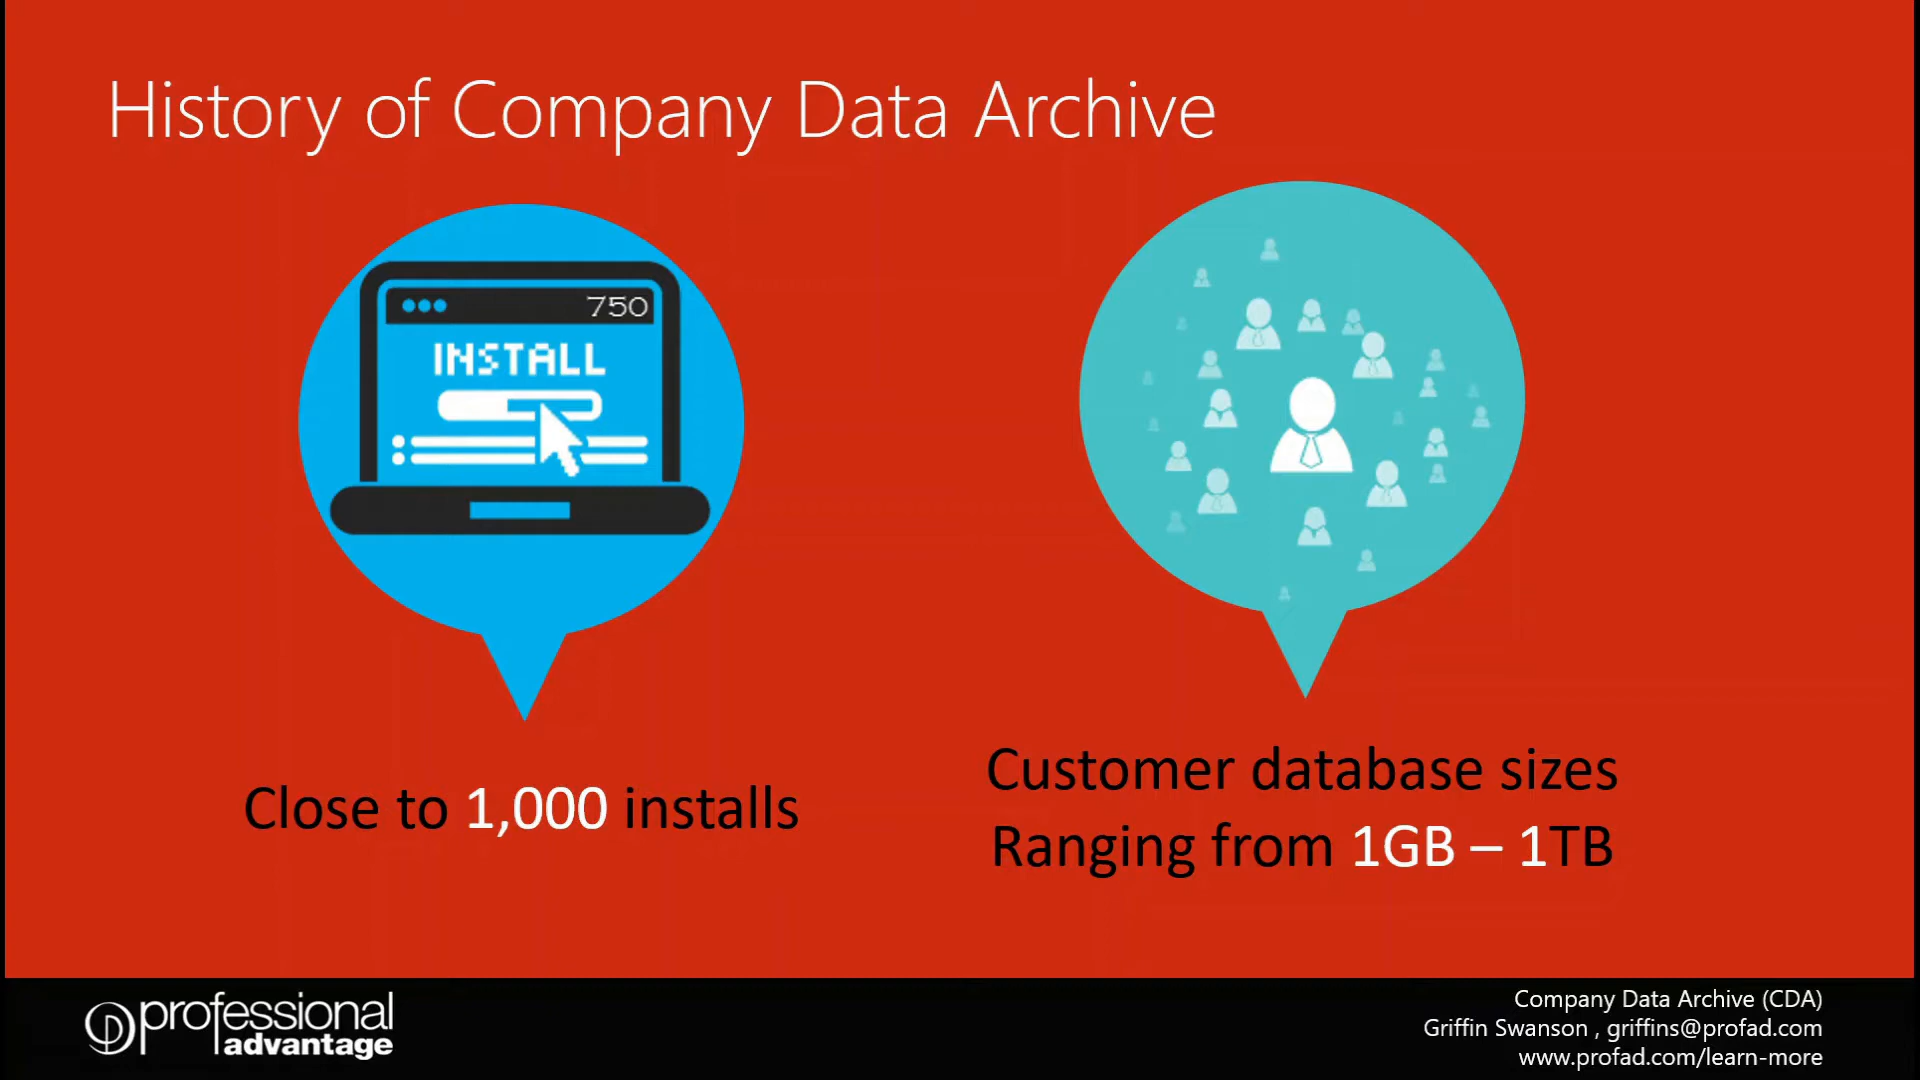 History of Company Data Archive
750
INSTALL
Close to 1,000 installs
Customer database sizes
Ranging from 1GB – 1TB
professional
advantage
Company Data Archive (CDA)
Griffin Swanson , griffins@profad.com
www.profad.com/learn-more